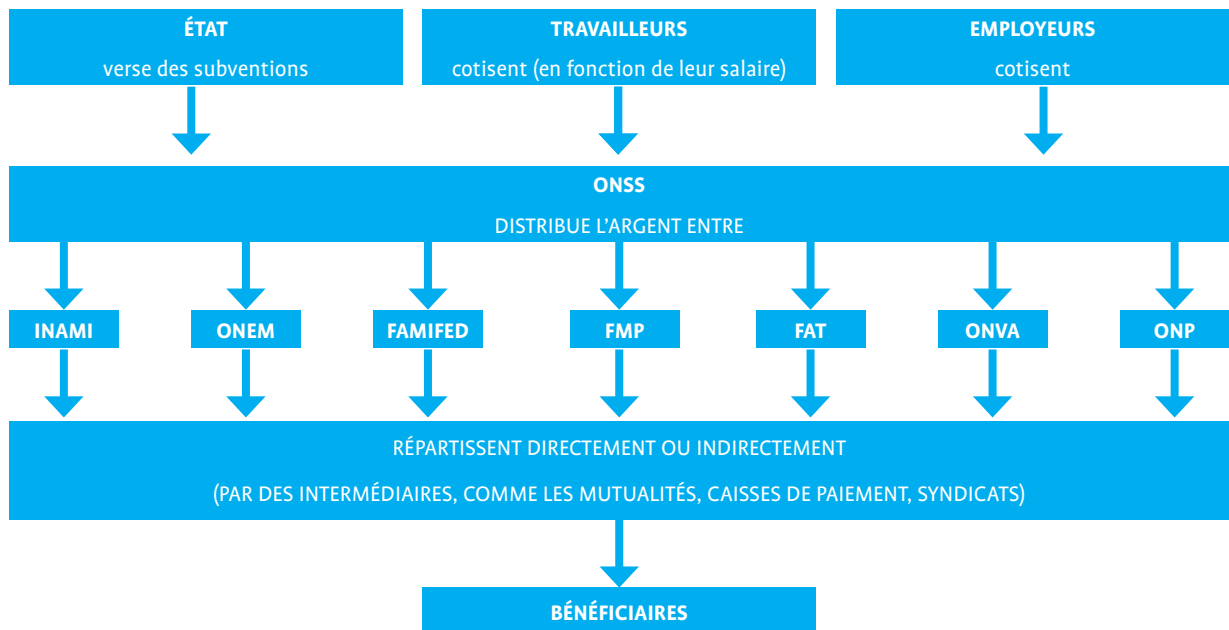 ÉTAT
verse des subventions
TRAVAILLEURS
cotisent (en fonction de leur salaire)
EMPLOYEURS
cotisent
ONSS
DISTRIBUE L’ARGENT ENTRE
INAMI
ONEM
FAMIFED
FMP
FAT
ONVA
ONP
RÉPARTISSENT DIRECTEMENT OU INDIRECTEMENT
(PAR DES INTERMÉDIAIRES, COMME LES MUTUALITÉS, CAISSES DE PAIEMENT, SYNDICATS)
BÉNÉFICIAIRES